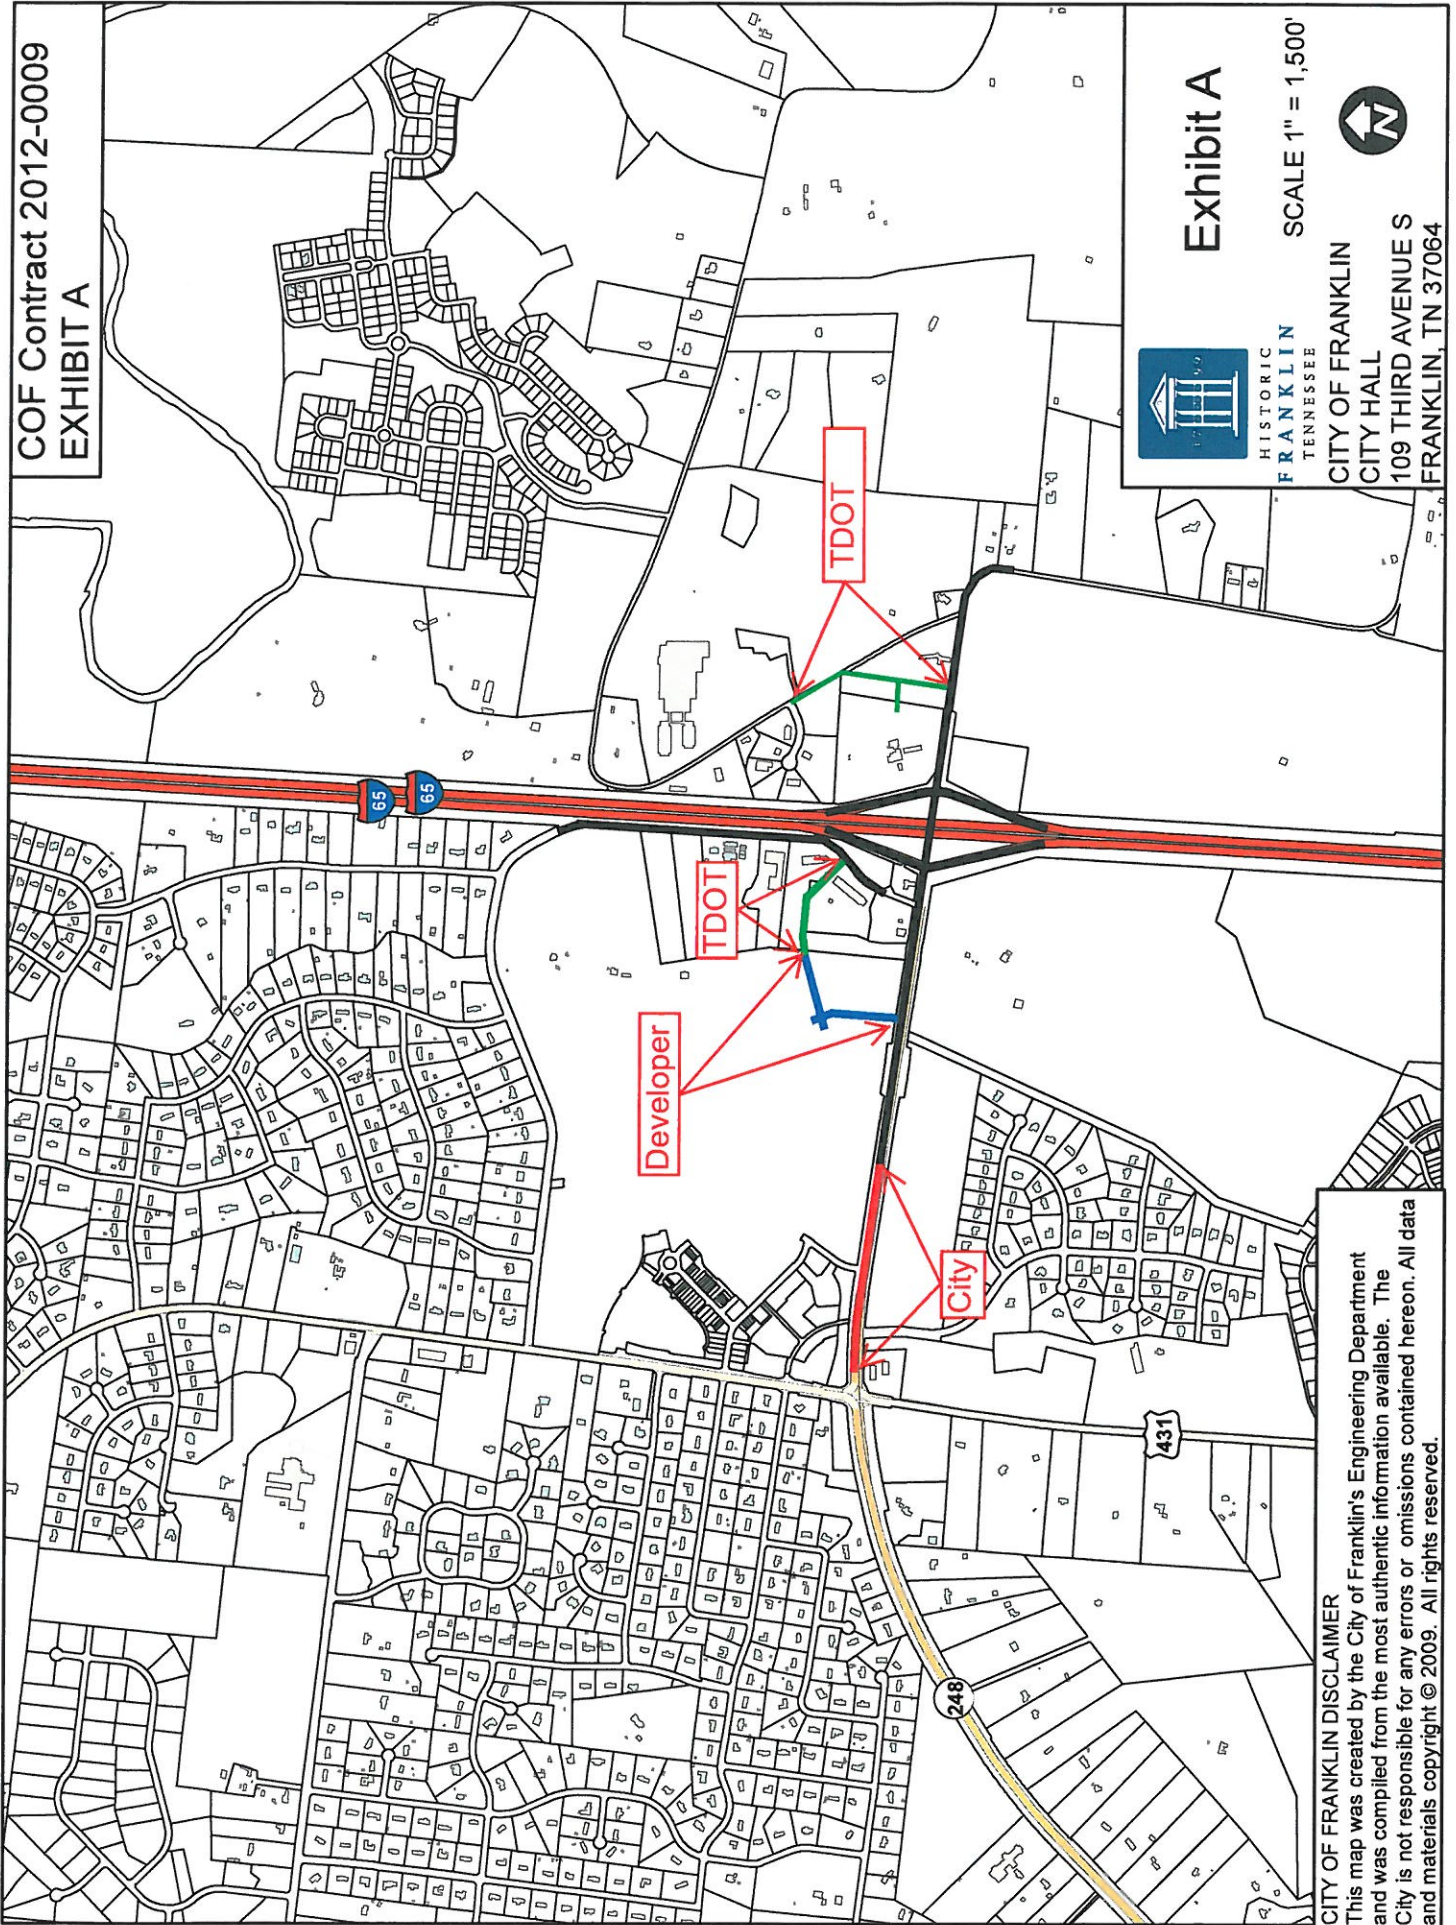 COF Contract 2012-0009
EXHIBIT A
65
65
TDOT
TDOT
Developer
City
431
248
Exhibit A
SCALE 1" = 1,500'
N
HISTORIC
FRANKLIN
TENNESSEE
CITY OF FRANKLIN
CITY HALL
109 THIRD AVENUE S
FRANKLIN, TN 37064
CITY OF FRANKLIN DISCLAIMER
This map was created by the City of Franklin's Engineering Department
and was compiled from the most authentic information available. The
City is not responsible for any errors or omissions contained hereon. All data
and materials copyright © 2009. All rights reserved.